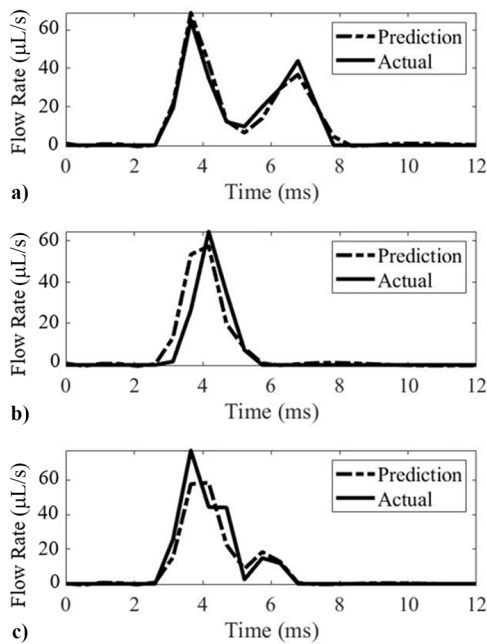 Flow Rate (μL/s)
60
40
20
0
Prediction
Actual
0 2 4 6 8 10 12
Time (ms)
a)
Flow Rate (μL/s)
60
40
20
0
Prediction
Actual
0 2 4 6 8 10 12
Time (ms)
b)
Flow Rate (μL/s)
60
40
20
0
Prediction
Actual
0 2 4 6 8 10 12
Time (ms)
c)